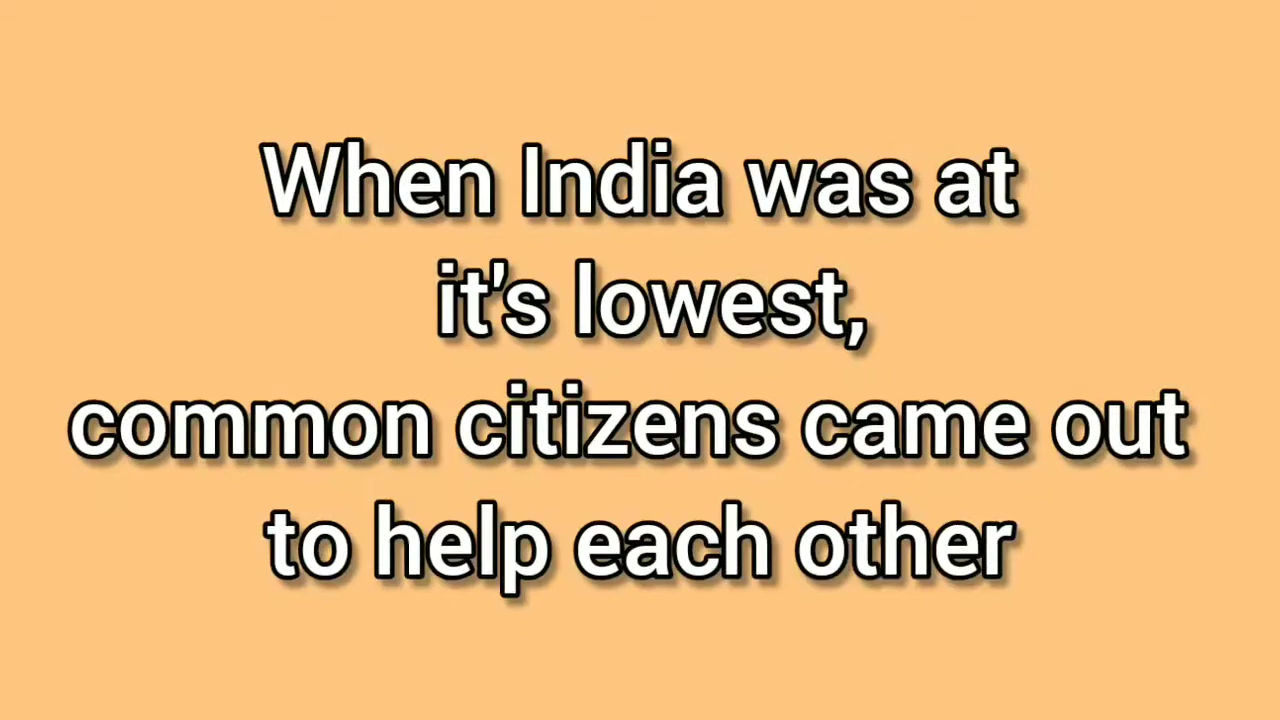 When India was at
it's lowest,
common citizens came out
to help each other